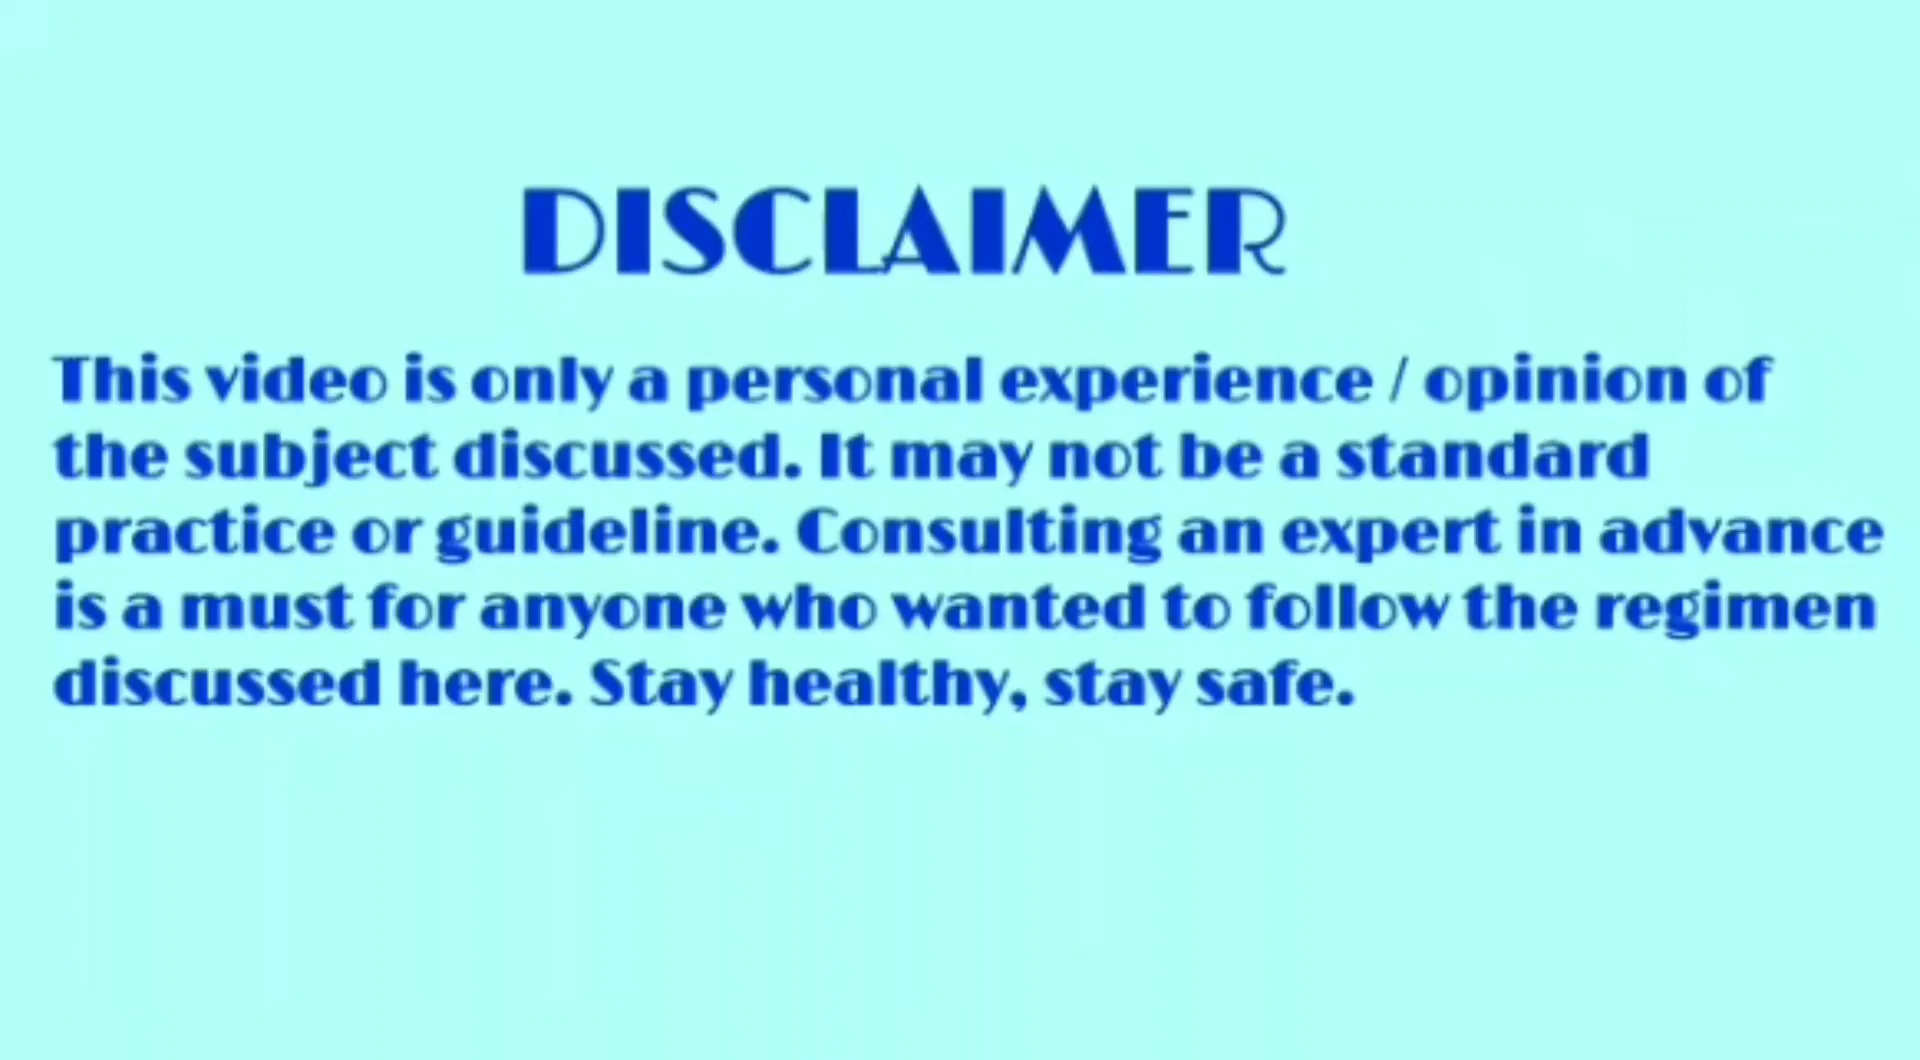 DISCLAIMER
This video is only a personal experience / opinion of
the subject discussed. It may not be a standard
practice or guideline. Consulting an expert in advance
is a must for anyone who wanted to follow the regimen
discussed here. Stay healthy, stay safe.